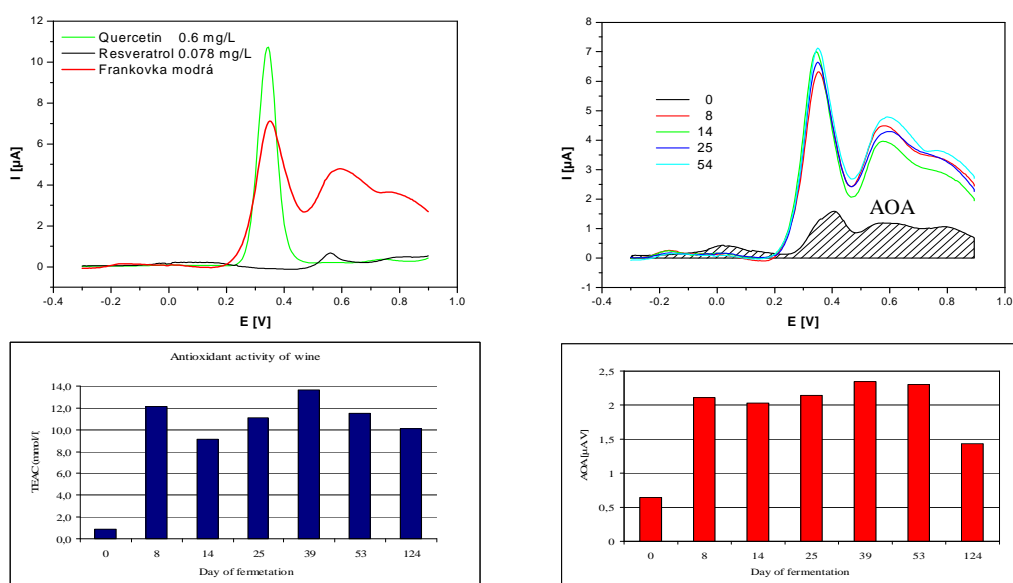 12
10
8
6
4
2
0
I [µA]
Quercetin 0.6 mg/L
Resveratrol 0.078 mg/L
Frankovka modrá
-0.4 -0.2 0.0 0.2 0.4 0.6 0.8 1.0
E [V]
8
7
6
5
4
3
2
1
0
-1
I [µA]
0
8
14
25
54
AOA
-0.4 -0.2 0.0 0.2 0.4 0.6 0.8 1.0
E [V]
Antioxidant activity of wine
14,0
12,0
10,0
8,0
6,0
4,0
2,0
0,0
TEAC (mmol/l)
0 8 14 25 39 53 124
Day of fermetation
2,5
2
1,5
1
0,5
0
AOA [µA V]
0 8 14 25 39 53 124
Day of fermentation